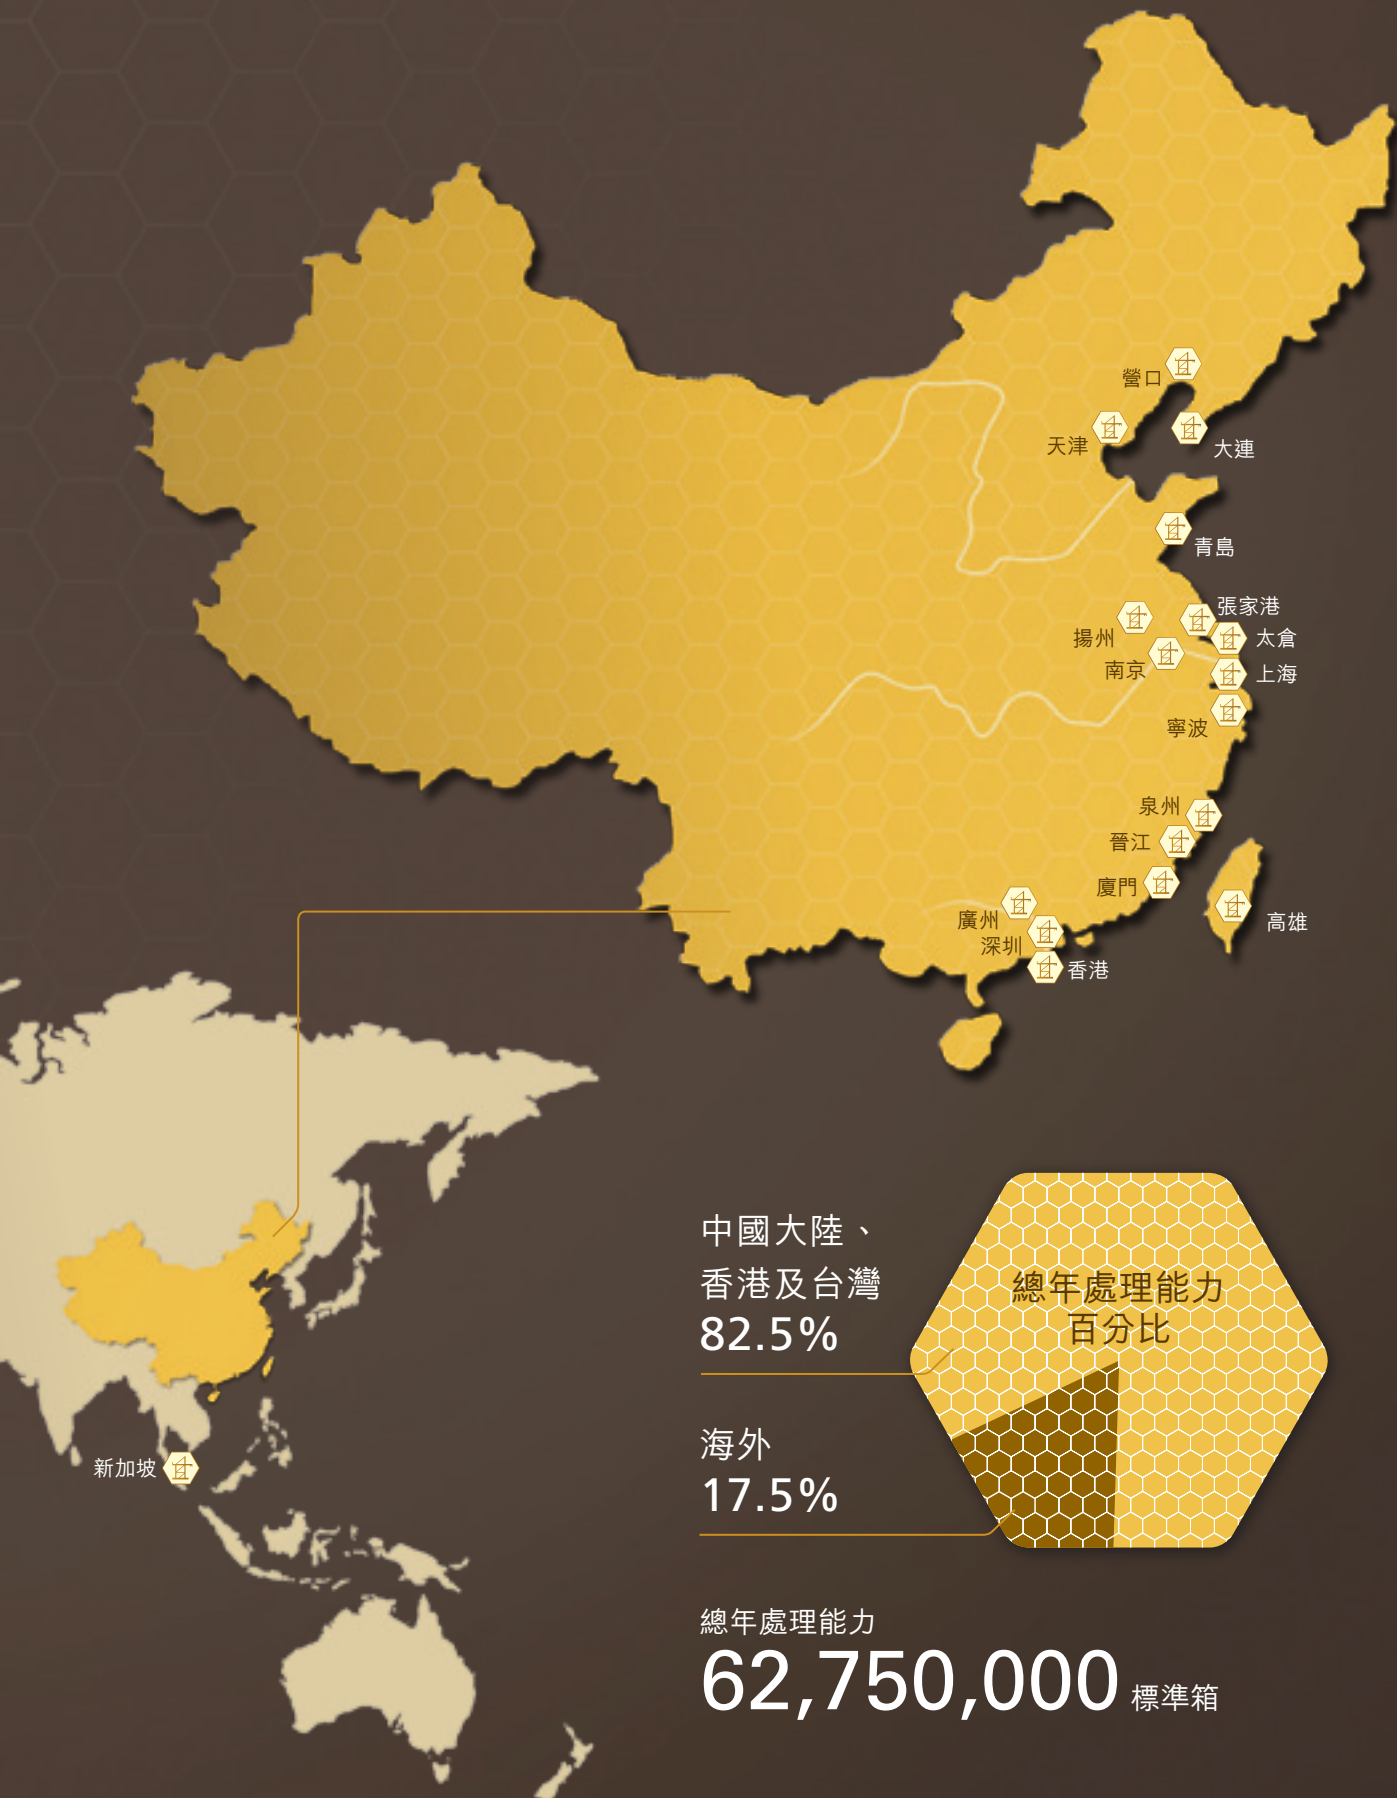 營口
天津
大連
青島
張家港
揚州
太倉
南京
上海
寧波
泉州
晉江
廈門
廣州
高雄
深圳
香港
中國大陸、
香港及台灣
82.5%
總年處理能力
百分比
海外
17.5%
新加坡
總年處理能力
62,750,000 標準箱